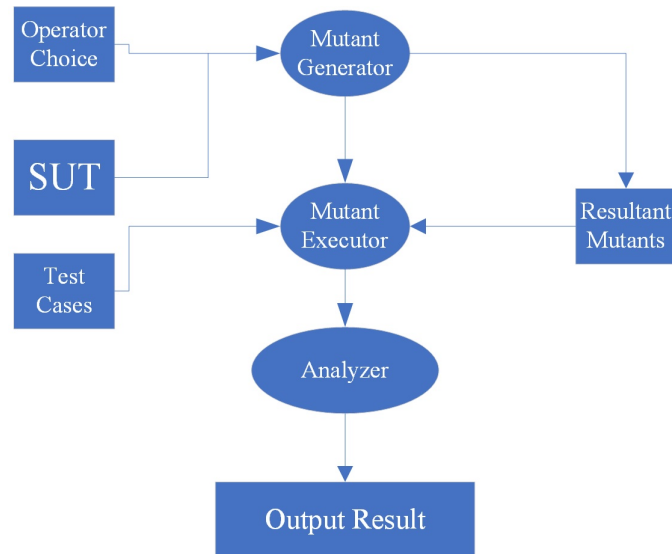 Operator
Choice
Mutant
Generator
SUT
Mutant
Executor
Resultant
Mutants
Test
Cases
Analyzer
Output Result